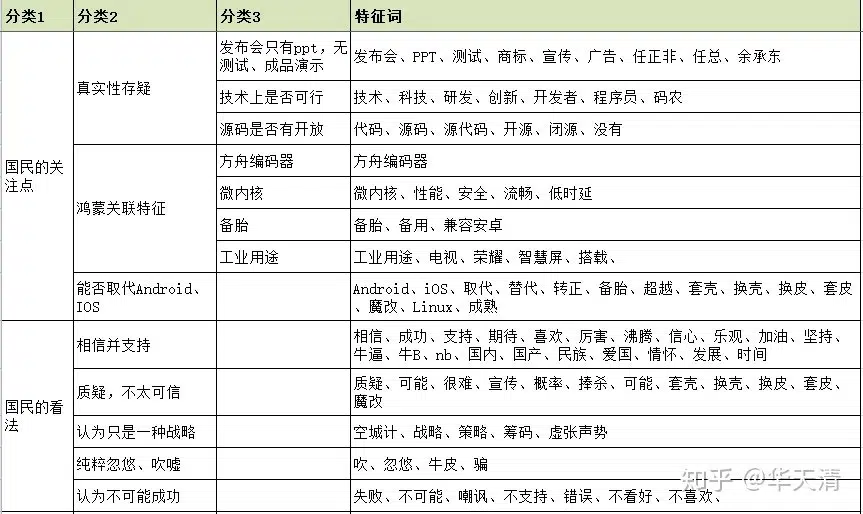 分类1 分类2 分类3 特征词
国民的关
注点
真实性存疑
发布会只有ppt，无
测试、成品演示
发布会、PPT、测试、商标、宣传、广告、任正非、任总、余承东
技术上是否可行
技术、科技、研发、创新、开发者、程序员、码农
源码是否有开放
代码、源码、源代码、开源、闭源、没有
鸿蒙关联特征
方舟编码器
方舟编码器
微内核
微内核、性能、安全、流畅、低时延
备胎
备胎、备用、兼容安卓
工业用途
工业用途、电视、荣耀、智慧屏、搭载、
能否取代Android、
IOS
Android、iOS、取代、替代、转正、备胎、超越、套壳、换壳、换皮、套皮
、魔改、Linux、成熟
国民的看
法
相信并支持
相信、成功、支持、期待、喜欢、厉害、沸腾、信心、乐观、加油、坚持、
牛逼、牛B、nb、国内、国产、民族、爱国、情怀、发展、时间
质疑，不太可信
质疑、可能、很难、宣传、概率、捧杀、可能、套壳、换壳、换皮、套皮、
魔改
认为只是一种战略
空城计、战略、策略、筹码、虚张声势
纯粹忽悠、吹嘘
吹、忽悠、牛皮、骗
认为不可能成功
失败、不可能、嘲讽、不支持、错误、不看好、不喜欢、
知乎 @华天清